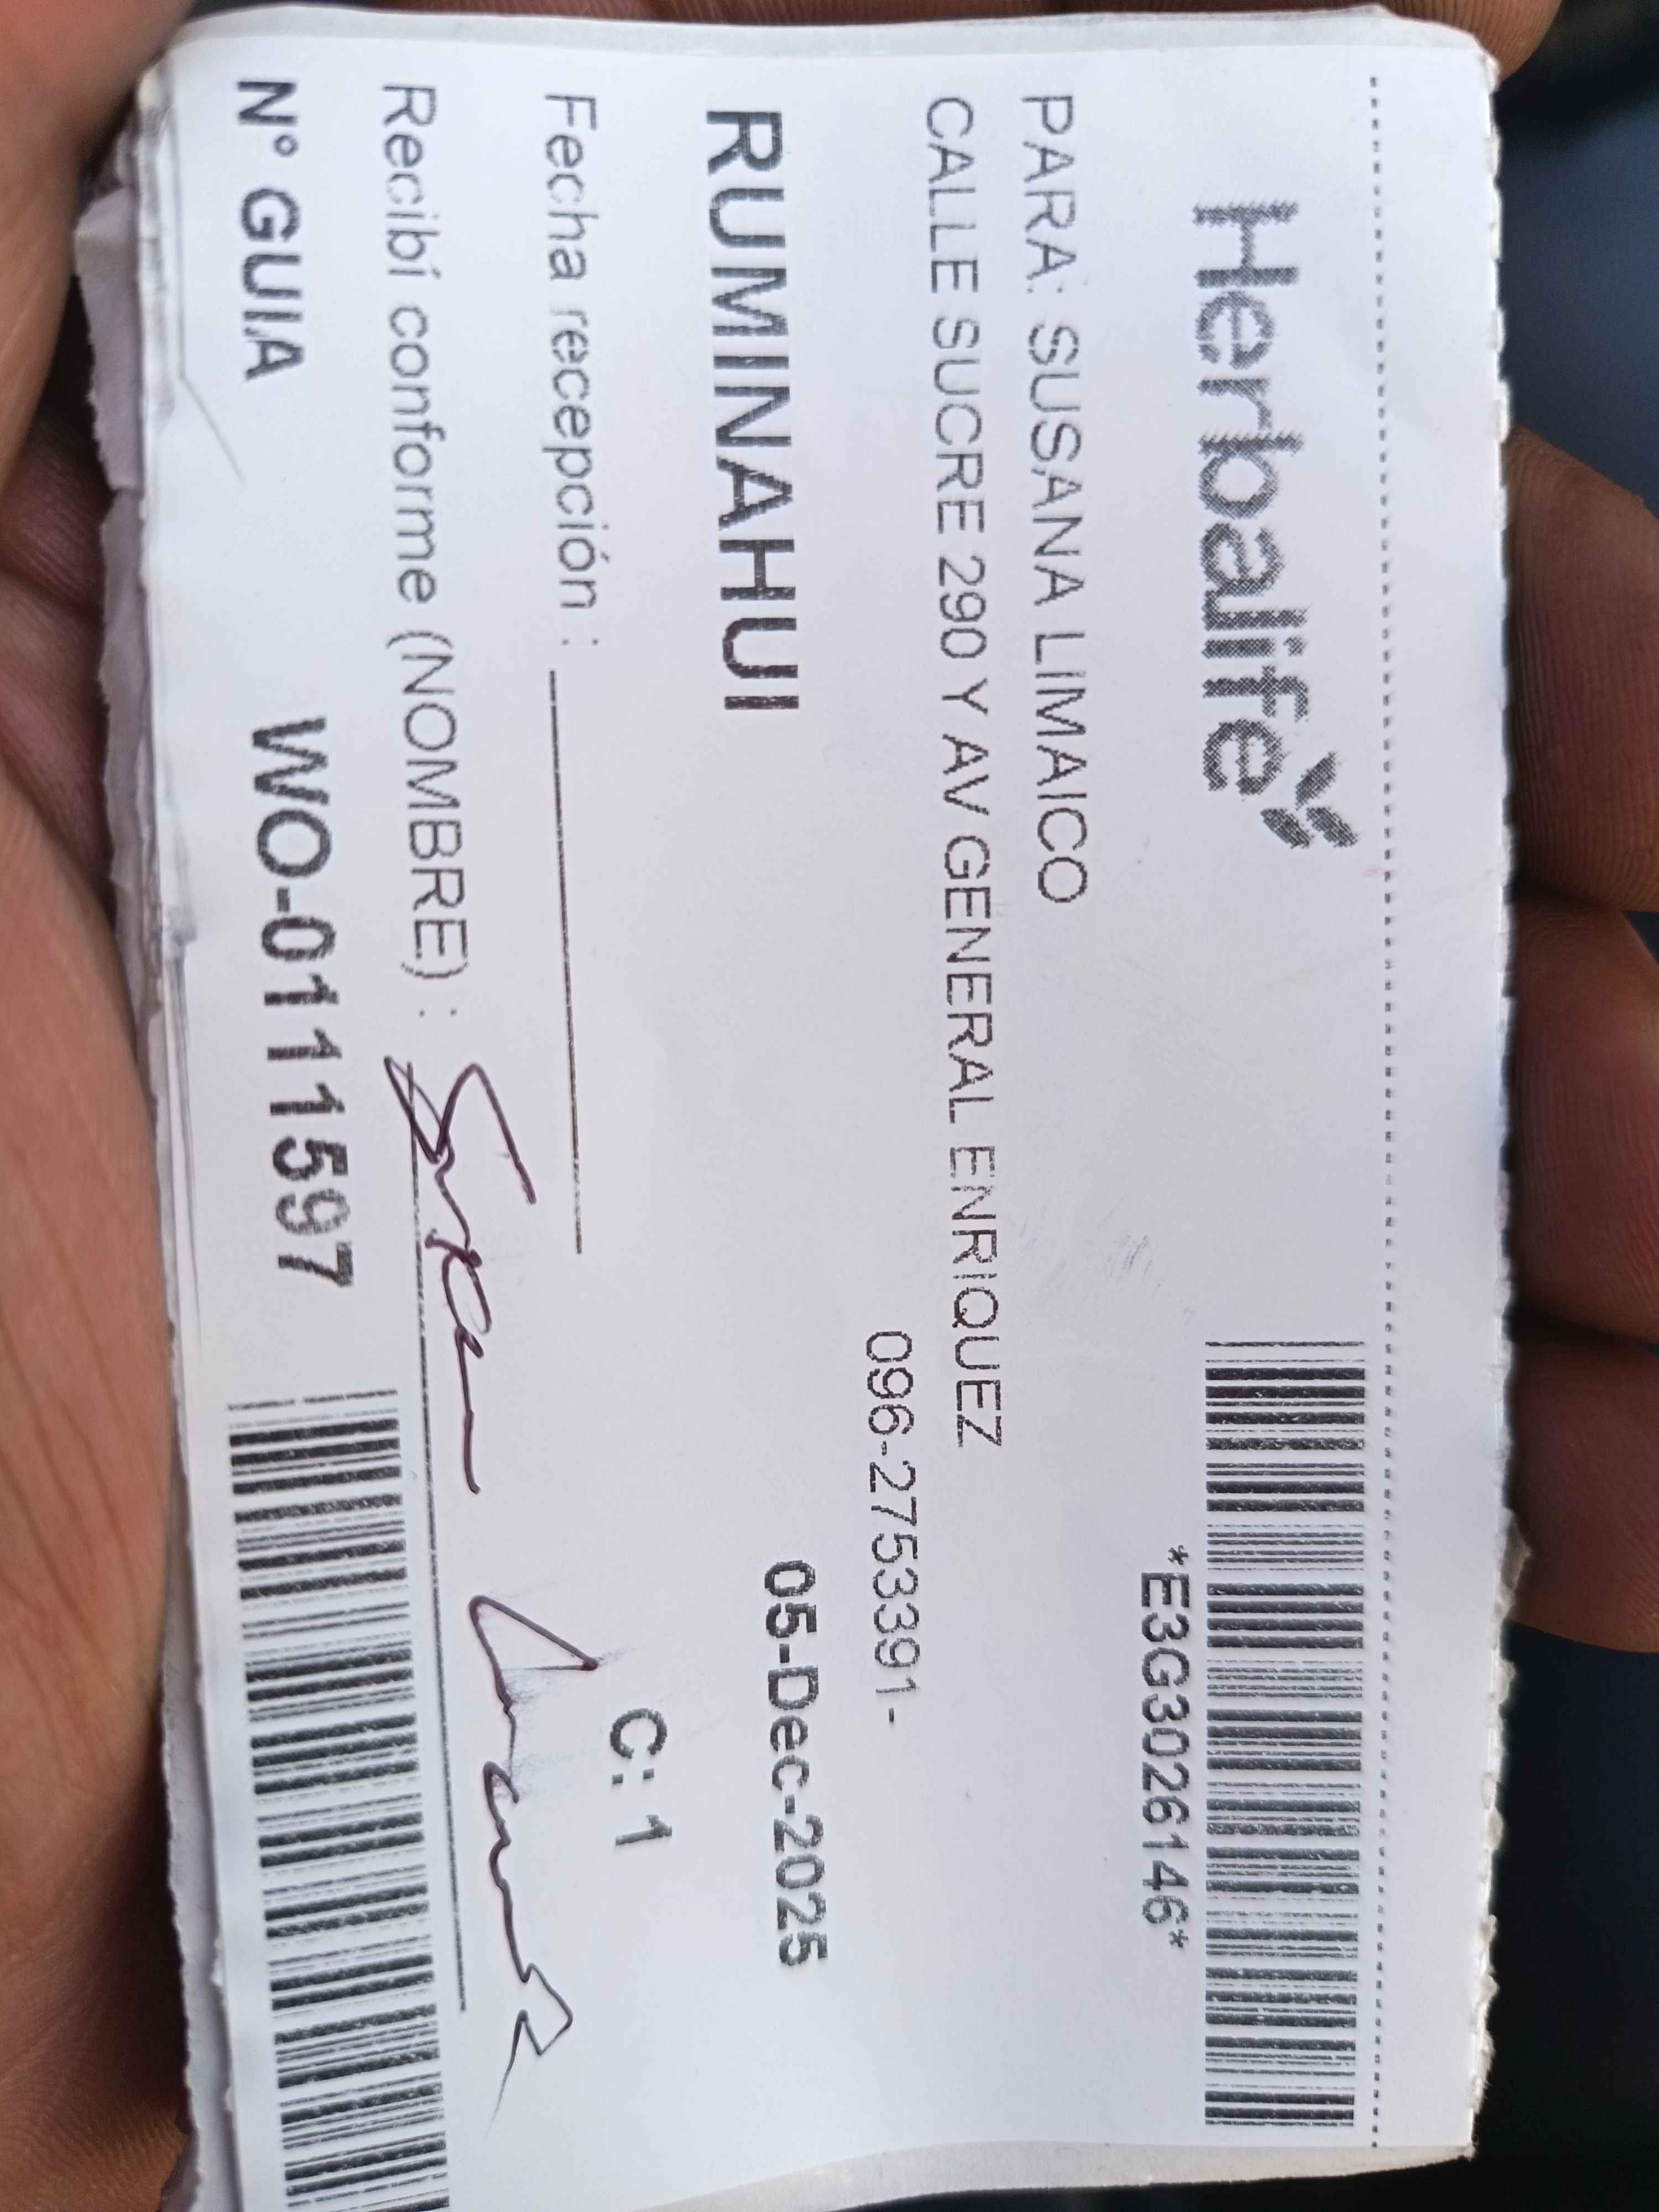 Herbalife
*E3G3026146*
PARA: SUSANA LIMAICO
CALLE SUCRE 290 Y AV GENERAL ENRIQUEZ
096-2753391-
RUMINAHUI
05-Dec-2025
C: 1
Fecha recepción :
Recibí conforme (NOMBRE) :
N° GUIA WO-0111597